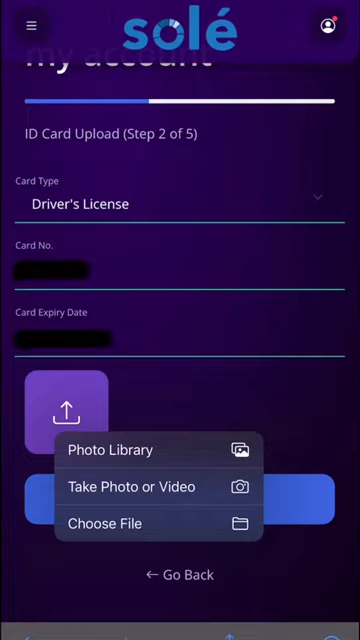 solé
my account
ID Card Upload (Step 2 of 5)
Card Type
Driver's License
Card No.
Card Expiry Date
Photo Library
Take Photo or Video
Choose File
← Go Back